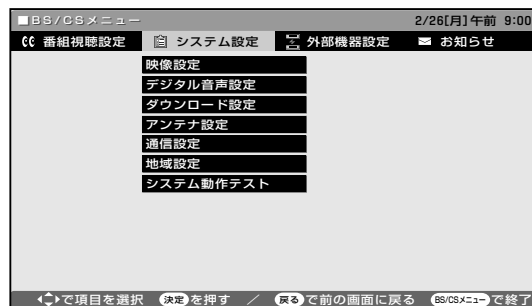 ■BS/CSメニュー 2/26[月]午前 9:00
番組視聴設定 システム設定 外部機器設定 お知らせ
映像設定
デジタル音声設定
ダウンロード設定
アンテナ設定
通信設定
地域設定
システム動作テスト
で項目を選択 決定を押す / 戻るで前の画面に戻る BS/CSメニューで終了